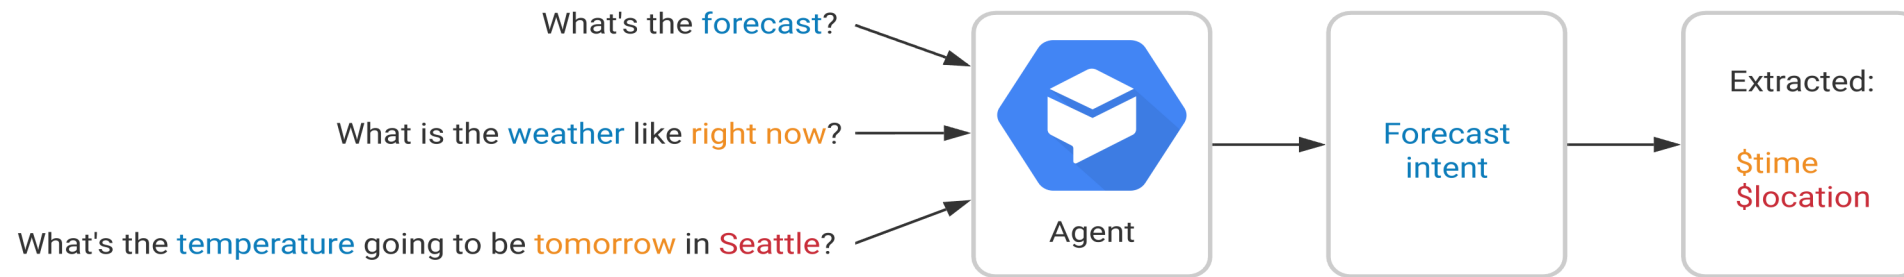 What's the forecast?
What is the weather like right now?
What's the temperature going to be tomorrow in Seattle?
Agent
Forecast
intent
Extracted:
$time
$location